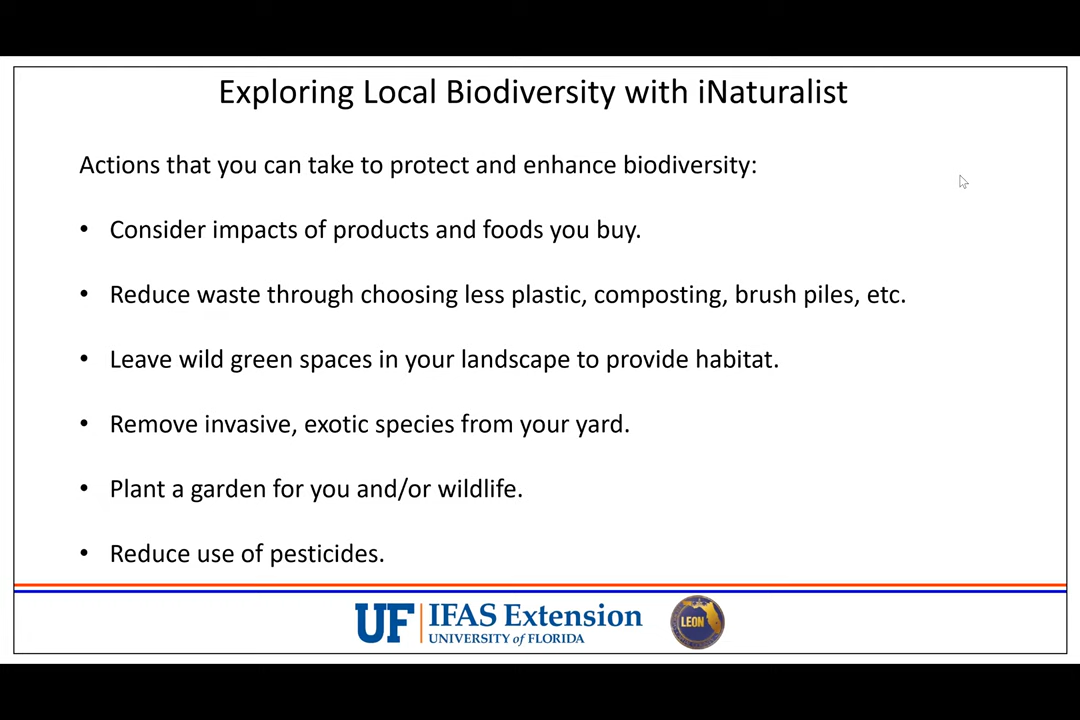 Exploring Local Biodiversity with iNaturalist
Actions that you can take to protect and enhance biodiversity:
• Consider impacts of products and foods you buy.
• Reduce waste through choosing less plastic, composting, brush piles, etc.
• Leave wild green spaces in your landscape to provide habitat.
• Remove invasive, exotic species from your yard.
• Plant a garden for you and/or wildlife.
• Reduce use of pesticides.
UF IFAS Extension
UNIVERSITY of FLORIDA
LEON